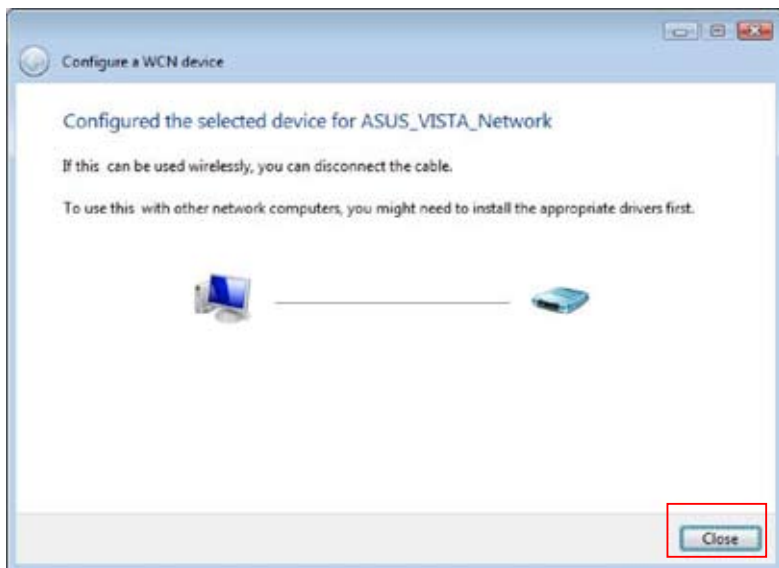 Configure a WCN device
Configured the selected device for ASUS_VISTA_Network
If this can be used wirelessly, you can disconnect the cable.
To use this with other network computers, you might need to install the appropriate drivers first.
Close